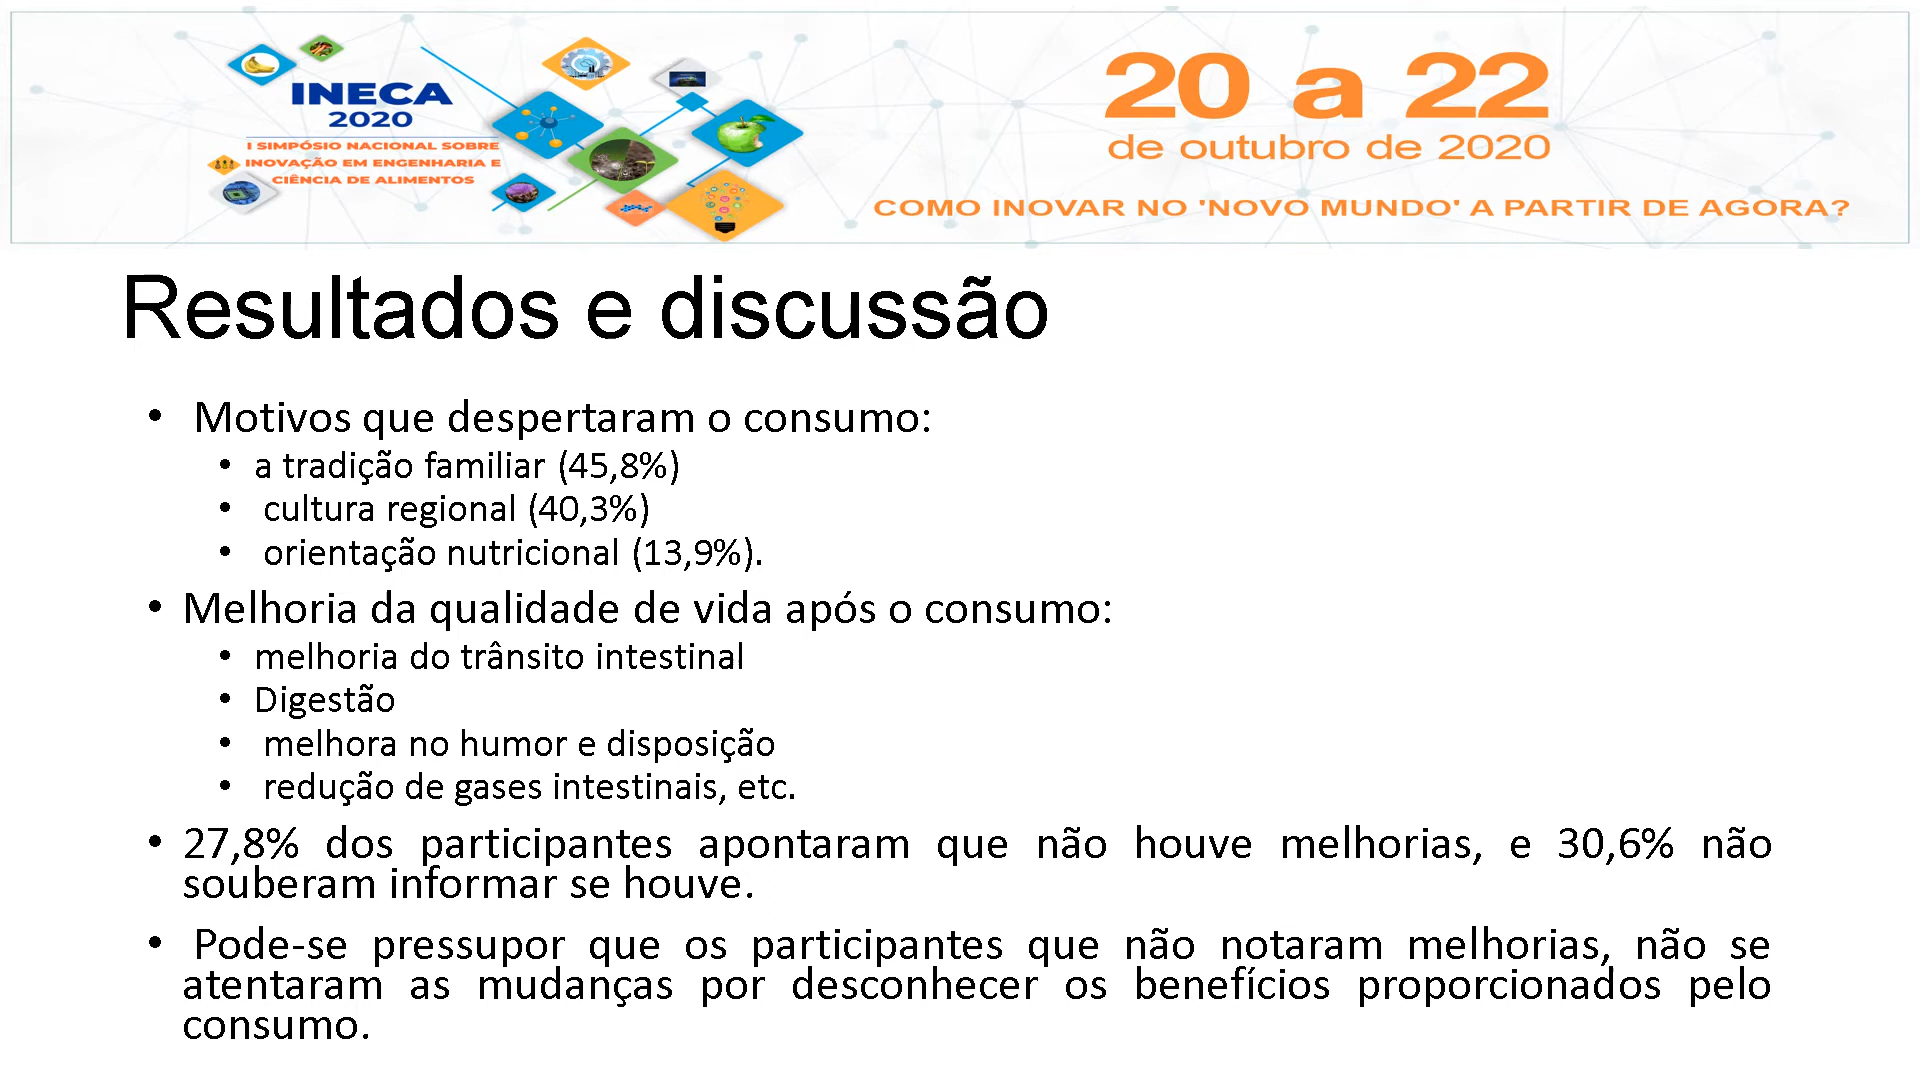 INECA
2020
I SIMPÓSIO NACIONAL SOBRE
INOVAÇÃO EM ENGENHARIA E
CIÊNCIA DE ALIMENTOS
20 a 22
de outubro de 2020
COMO INOVAR NO 'NOVO MUNDO' A PARTIR DE AGORA?
Resultados e discussão
• Motivos que despertaram o consumo:
• a tradição familiar (45,8%)
• cultura regional (40,3%)
• orientação nutricional (13,9%).
• Melhoria da qualidade de vida após o consumo:
• melhoria do trânsito intestinal
• Digestão
• melhora no humor e disposição
• redução de gases intestinais, etc.
• 27,8% dos participantes apontaram que não houve melhorias, e 30,6% não
souberam informar se houve.
• Pode-se pressupor que os participantes que não notaram melhorias, não se
atentaram as mudanças por desconhecer os benefícios proporcionados pelo
consumo.